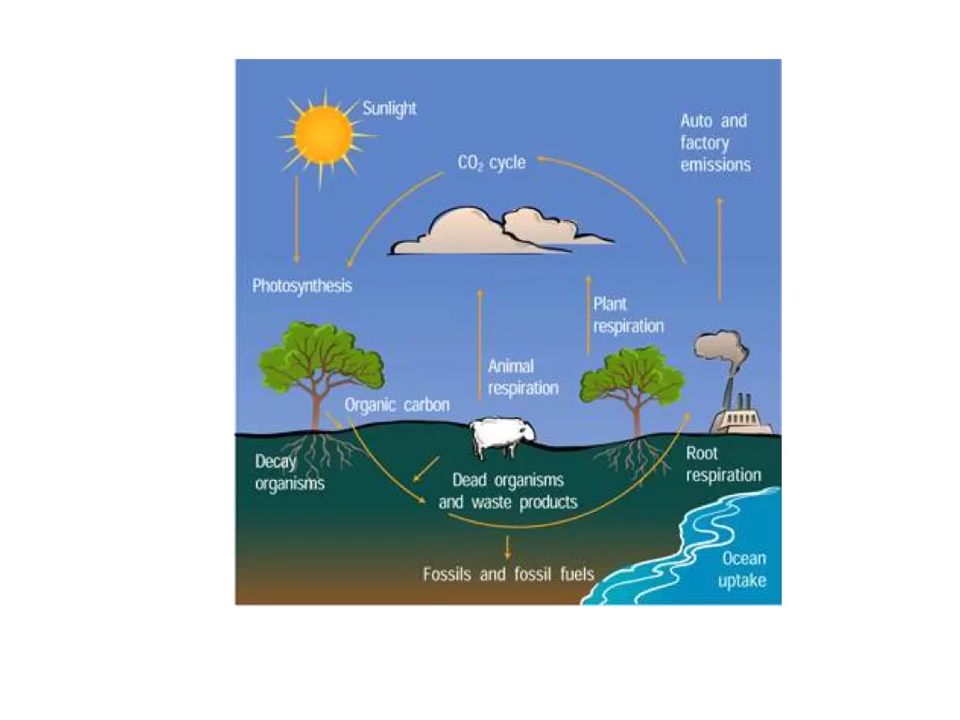 Sunlight
Auto and
factory
emissions
CO₂ cycle
Photosynthesis
Plant
respiration
Animal
respiration
Organic carbon
Decay
organisms
Dead organisms
and waste products
Root
respiration
Fossils and fossil fuels
Ocean
uptake